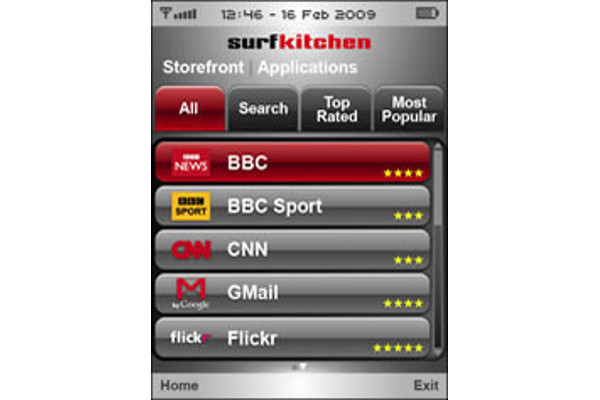 12:46 - 16 Feb 2009
surfkitchen
Storefront | Applications
All
Search
Top
Rated
Most
Popular
BBC
NEWS
BBC
BBC
SPORT
BBC Sport
CNN
CNN
by Google
GMail
flickr
Flickr
Home
Exit